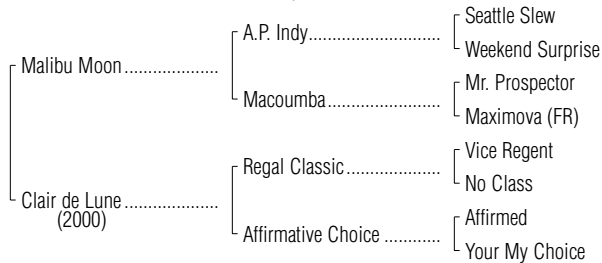 Seattle Slew
A.P. Indy
Weekend Surprise
Malibu Moon
Mr. Prospector
Macoumba
Maximova (FR)
Vice Regent
Regal Classic
No Class
Clair de Lune
(2000)
Affirmed
Affirmative Choice
Your My Choice